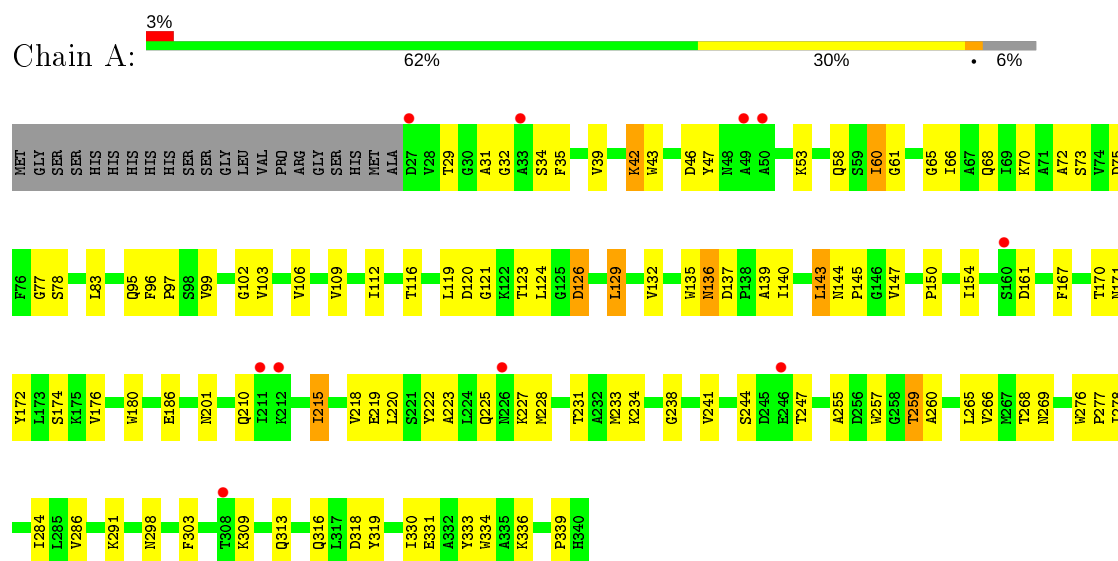 Chain A:
3%
62% 30% • 6%
MET GLY SER SER HIS HIS HIS HIS HIS SER SER GLY LEU VAL PRO ARG GLY SER HIS MET ALA D27 V28 T29 G30 A31 G32 A33 S34 F35 V39 K42 W43 D46 Y47 N48 A49 A50 K53 Q58 S59 I60 G61 G65 I66 A67 Q68 I69 K70 A71 A72 S73 V74 D75
F76 G77 S78 L83 Q95 F96 P97 S98 V99 G102 V103 V106 V109 I112 T116 L119 D120 G121 K122 T123 L124 G125 D126 L129 V132 W135 N136 D137 P138 A139 I140 L143 N144 P145 G146 V147 P150 I154 S160 D161 F167 T170 N171
Y172 L173 S174 K175 V176 W180 E186 N201 Q210 I211 K212 I215 V218 E219 L220 S221 Y222 A223 L224 Q225 N226 K227 M228 T231 A232 M233 K234 G238 V241 S244 D245 E246 T247 A255 D256 W257 G258 T259 A260 L265 V266 M267 T268 N269 W276 P277
I284 L285 V286 K291 N298 F303 T308 K309 Q313 Q316 L317 D318 Y319 I330 E331 A332 Y333 W334 A335 K336 P339 H340